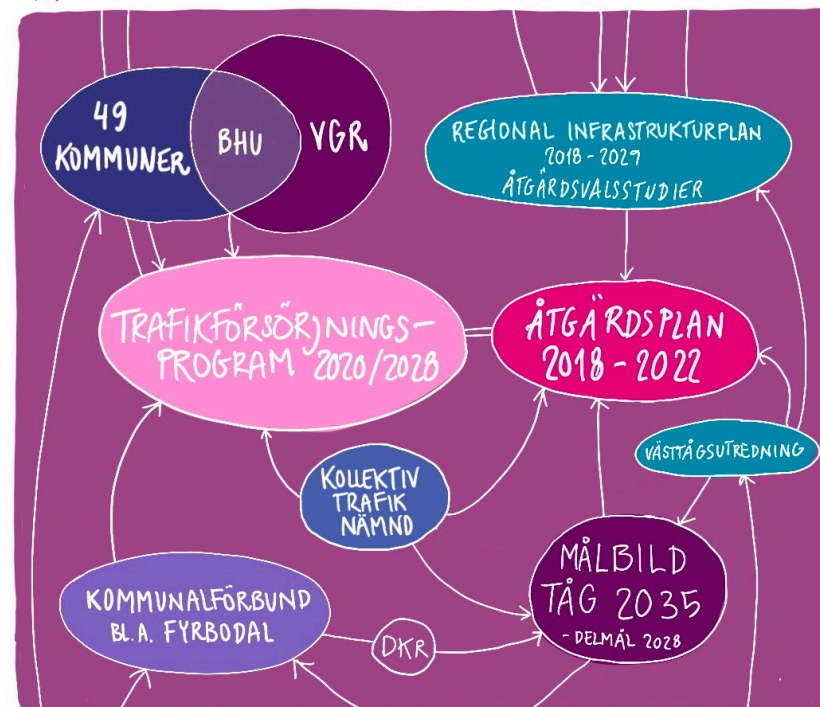 49
KOMMUNER
BHU
VGR
REGIONAL INFRASTRUKTURPLAN
2018-2029
ÅTGÄRDSVALSSTUDIER
TRAFIKFÖRSÖRJNINGS-
PROGRAM 2020/2028
ÅTGÄRDSPLAN
2018-2022
VÄSTTÅGSUTREDNING
KOLLEKTIV
TRAFIK
NÄMND
MÅLBILD
TÅG 2035
- DELMÅL 2028
KOMMUNALFÖRBUND
BL.A. FYRBODAL
DKR